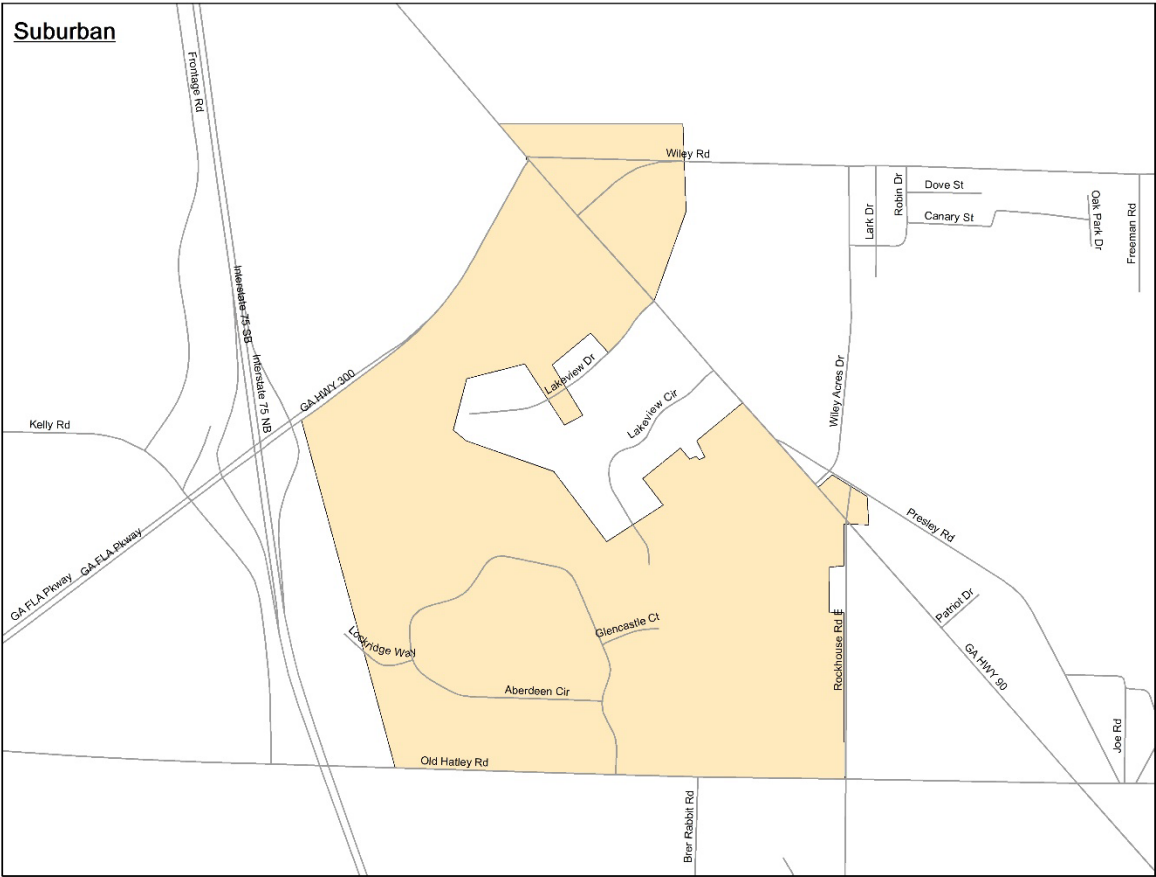 Suburban
Frontage Rd
Wiley Rd
Dove St
Robin Dr
Lark Dr
Canary St
Oak Park Dr
Freeman Rd
Interstate 75 SB
Interstate 75 NB
GA HWY 300
Lakeview Dr
Lakeview Cir
Wiley Acres Dr
Kelly Rd
GA FLA Pkway
GA FLA Pkway
Presley Rd
Patriot Dr
GA HWY 90
Glencastle Ct
Lockridge Way
Rockhouse Rd E
Aberdeen Cir
Joe Rd
Old Hatley Rd
Brer Rabbit Rd